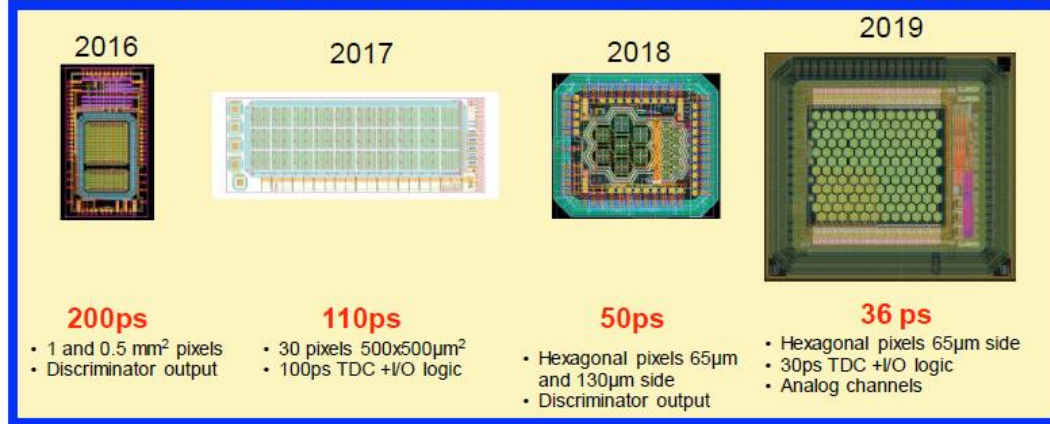 2016
2017
2018
2019
200ps
• 1 and 0.5 mm² pixels
• Discriminator output
110ps
• 30 pixels 500x500µm²
• 100ps TDC +I/O logic
50ps
• Hexagonal pixels 65µm
and 130µm side
• Discriminator output
36 ps
• Hexagonal pixels 65µm side
• 30ps TDC +I/O logic
• Analog channels